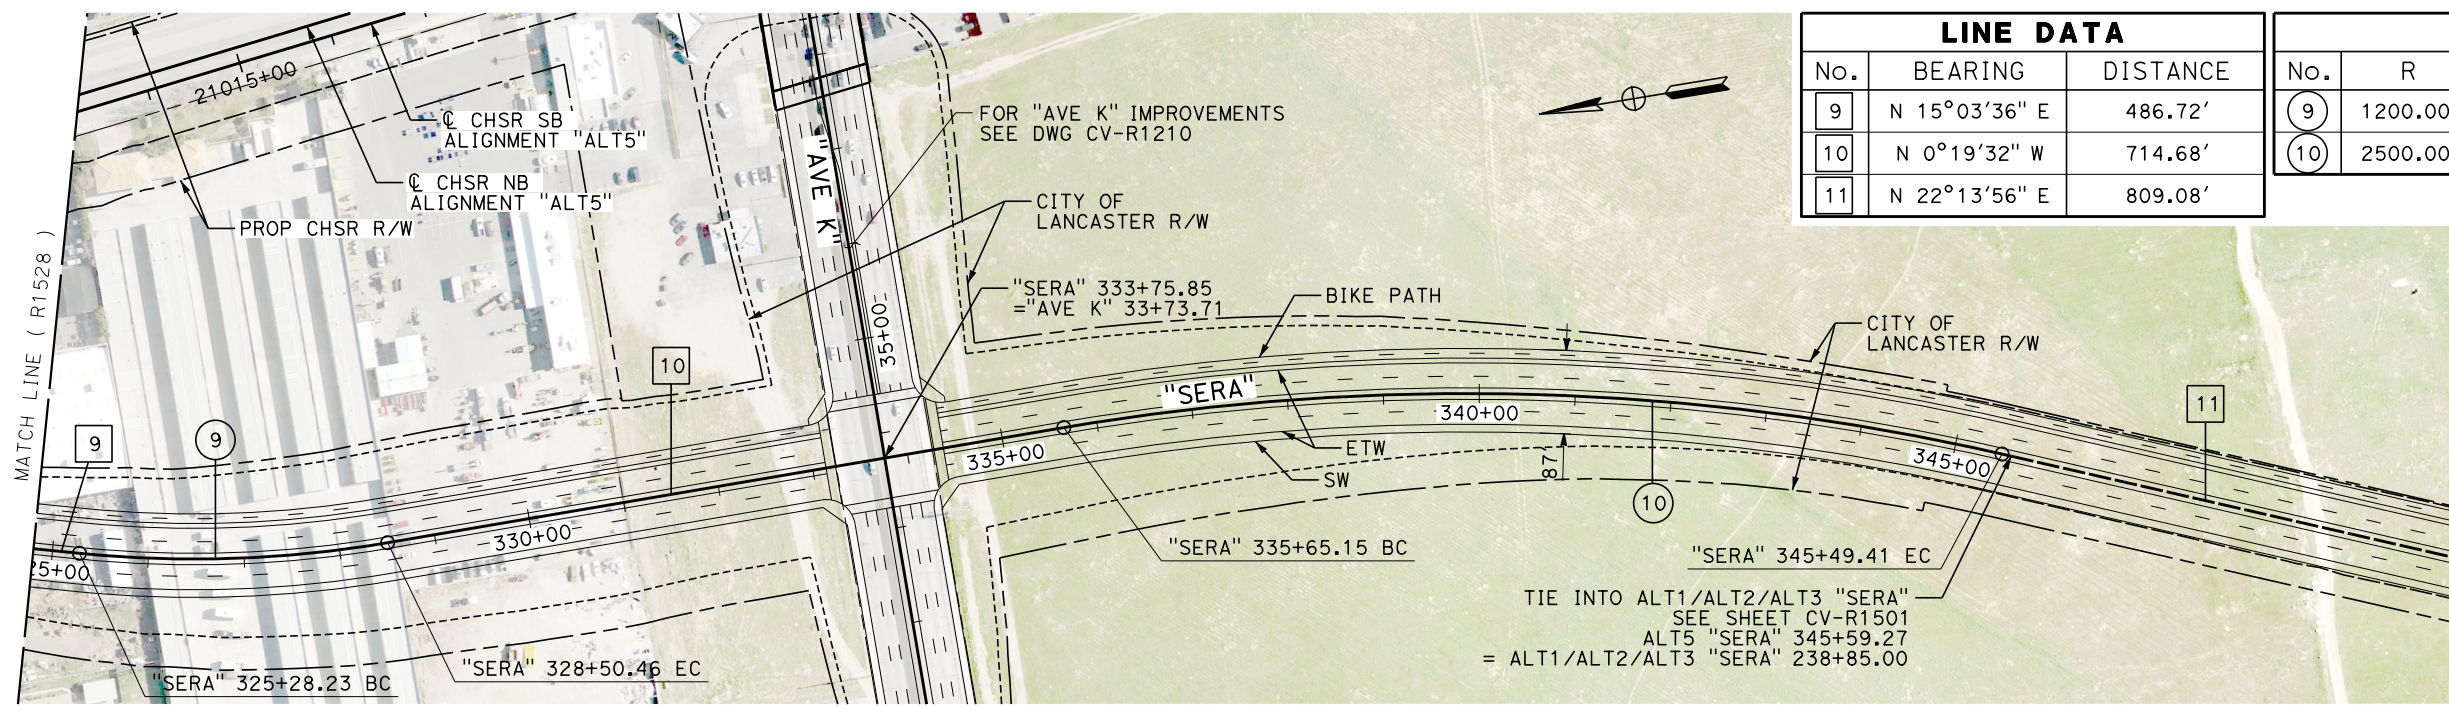 MATCH LINE ( R1528 )
21015+00
℄ CHSR SB
ALIGNMENT "ALT5"
℄ CHSR NB
ALIGNMENT "ALT5"
PROP CHSR R/W
"AVE K"
FOR "AVE K" IMPROVEMENTS
SEE DWG CV-R1210
CITY OF
LANCASTER R/W
"SERA" 333+75.85
="AVE K" 33+73.71
35+00
BIKE PATH
CITY OF
LANCASTER R/W
LINE DATA
No. BEARING DISTANCE
9 N 15°03'36" E 486.72'
10 N 0°19'32" W 714.68'
11 N 22°13'56" E 809.08'
No. R
9 1200.00
10 2500.00
9
9
10
"SERA"
340+00
11
335+00
ETW
SW
87'
345+00
10
330+00
25+00
"SERA" 335+65.15 BC
"SERA" 345+49.41 EC
TIE INTO ALT1/ALT2/ALT3 "SERA"
SEE SHEET CV-R1501
ALT5 "SERA" 345+59.27
= ALT1/ALT2/ALT3 "SERA" 238+85.00
"SERA" 325+28.23 BC
"SERA" 328+50.46 EC